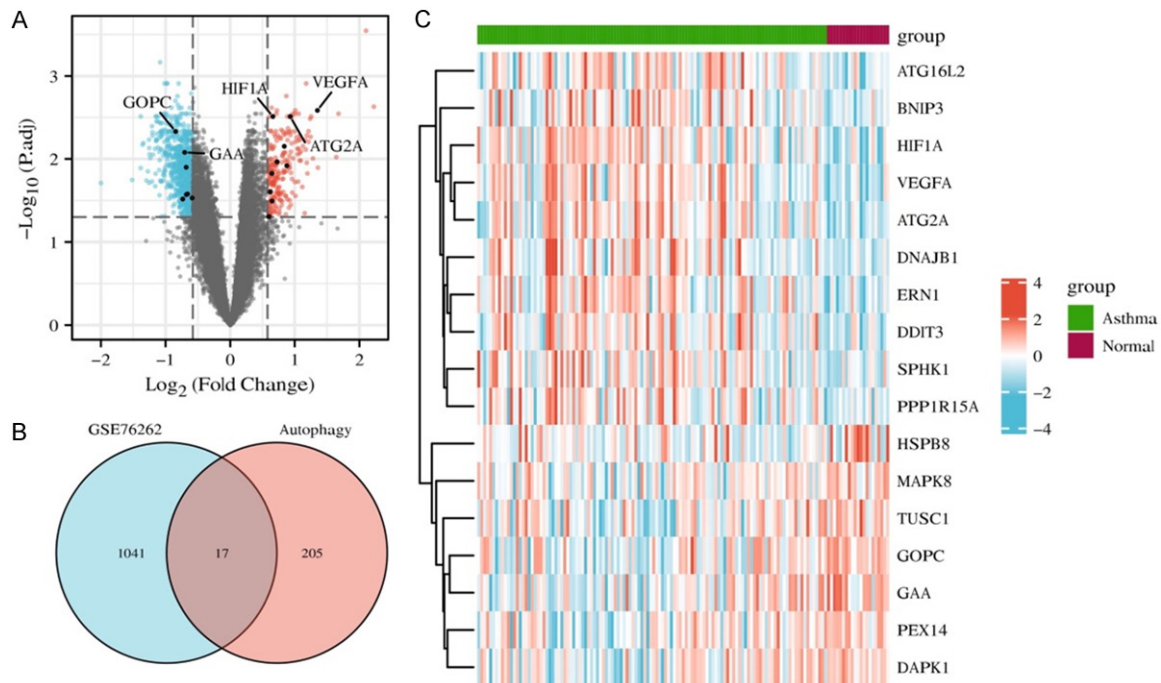 A
3
2
1
0
−Log10 (P.adj)
GOPC
HIF1A
VEGFA
GAA
ATG2A
−2
−1
0
1
2
Log2 (Fold Change)
B
GSE76262
Autophagy
1041
17
205
C
group
ATG16L2
BNIP3
HIF1A
VEGFA
ATG2A
DNAJB1
ERN1
DDIT3
SPHK1
PPP1R15A
HSPB8
MAPK8
TUSC1
GOPC
GAA
PEX14
DAPK1
4
2
0
−2
−4
group
Asthma
Normal